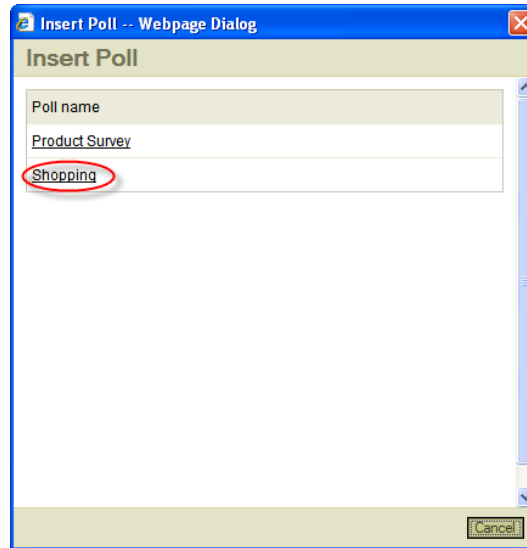 Insert Poll -- Webpage Dialog
Insert Poll
Poll name
Product Survey
Shopping
Cancel